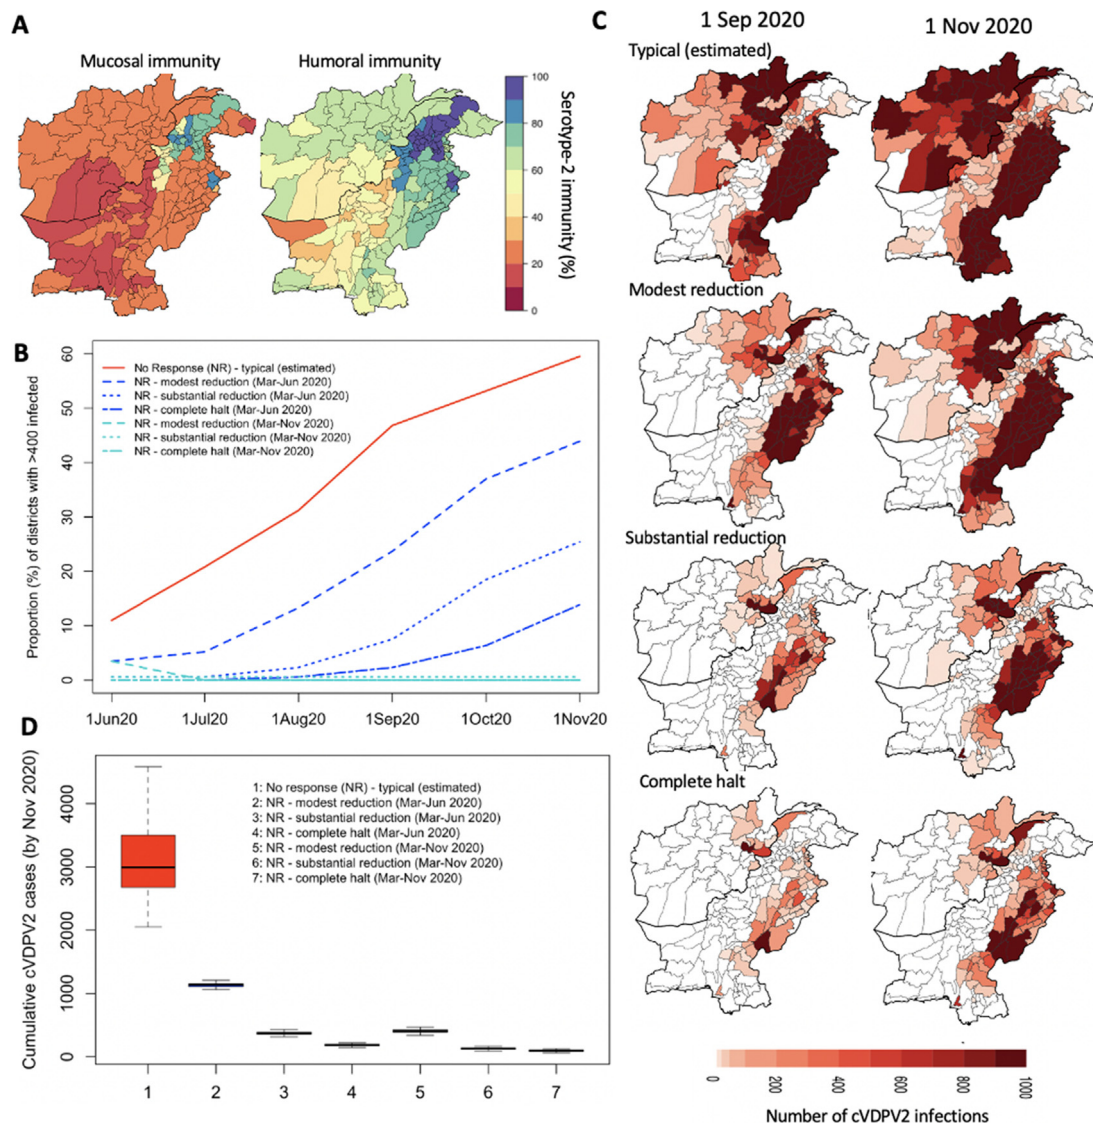 A
Mucosal immunity
Humoral immunity
100
80
60
40
20
0
Serotype-2 immunity (%)
B
60
50
40
30
20
10
0
Proportion (%) of districts with >400 infected
No Response (NR) - typical (estimated)
NR - modest reduction (Mar-Jun 2020)
NR - substantial reduction (Mar-Jun 2020)
NR - complete halt (Mar-Jun 2020)
NR - modest reduction (Mar-Nov 2020)
NR - substantial reduction (Mar-Nov 2020)
NR - complete halt (Mar-Nov 2020)
1Jun20 1Jul20 1Aug20 1Sep20 1Oct20 1Nov20
D
4000
3000
2000
1000
0
Cumulative cVDPV2 cases (by Nov 2020)
1: No response (NR) - typical (estimated)
2: NR - modest reduction (Mar-Jun 2020)
3: NR - substantial reduction (Mar-Jun 2020)
4: NR - complete halt (Mar-Jun 2020)
5: NR - modest reduction (Mar-Nov 2020)
6: NR - substantial reduction (Mar-Nov 2020)
7: NR - complete halt (Mar-Nov 2020)
1 2 3 4 5 6 7
C
1 Sep 2020
1 Nov 2020
Typical (estimated)
Modest reduction
Substantial reduction
Complete halt
0 200 400 600 800 1000
Number of cVDPV2 infections